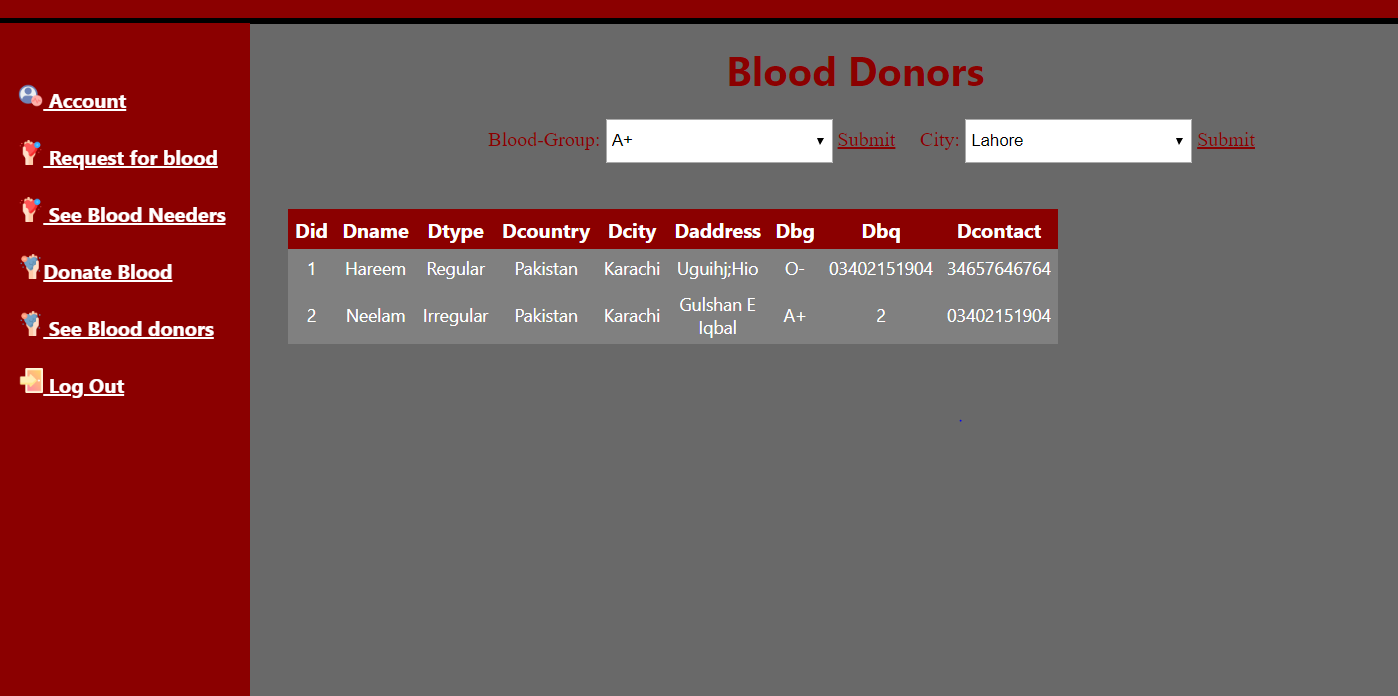 Account
Request for blood
See Blood Needers
Donate Blood
See Blood donors
Log Out
Blood Donors
Blood-Group: A+ Submit City: Lahore Submit
Did Dname Dtype Dcountry Dcity Daddress Dbg Dbq Dcontact
1 Hareem Regular Pakistan Karachi Uguihj;Hio O- 03402151904 34657646764
2 Neelam Irregular Pakistan Karachi Gulshan E Iqbal A+ 2 03402151904